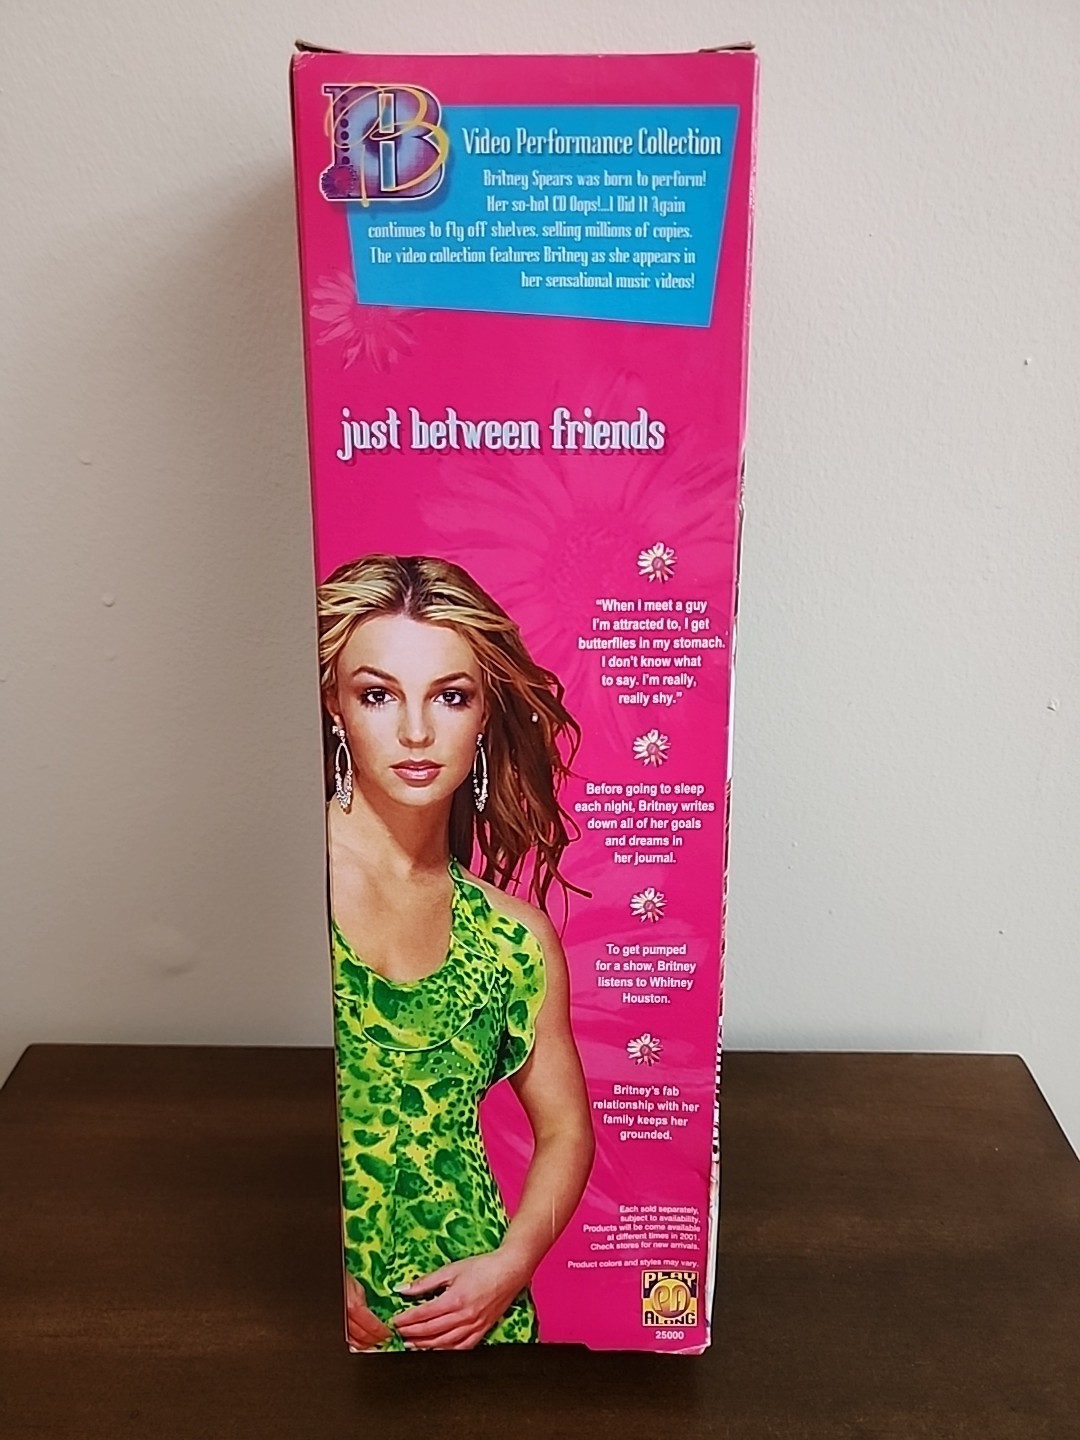 B
Video Performance Collection
Britney Spears was born to perform!
Her so-hot CD Oops!...I Did It Again
continues to fly off shelves, selling millions of copies.
The video collection features Britney as she appears in
her sensational music videos!
just between friends
"When I meet a guy
I'm attracted to, I get
butterflies in my stomach.
I don't know what
to say. I'm really,
really shy."
Before going to sleep
each night, Britney writes
down all of her goals
and dreams in
her journal.
To get pumped
for a show, Britney
listens to Whitney
Houston.
Britney's fab
relationship with her
family keeps her
grounded.
Each sold separately,
subject to availability.
Products will be come available
at different times in 2001.
Check stores for new arrivals.
Product colors and styles may vary.
PLAY
PA
ALONG
25000